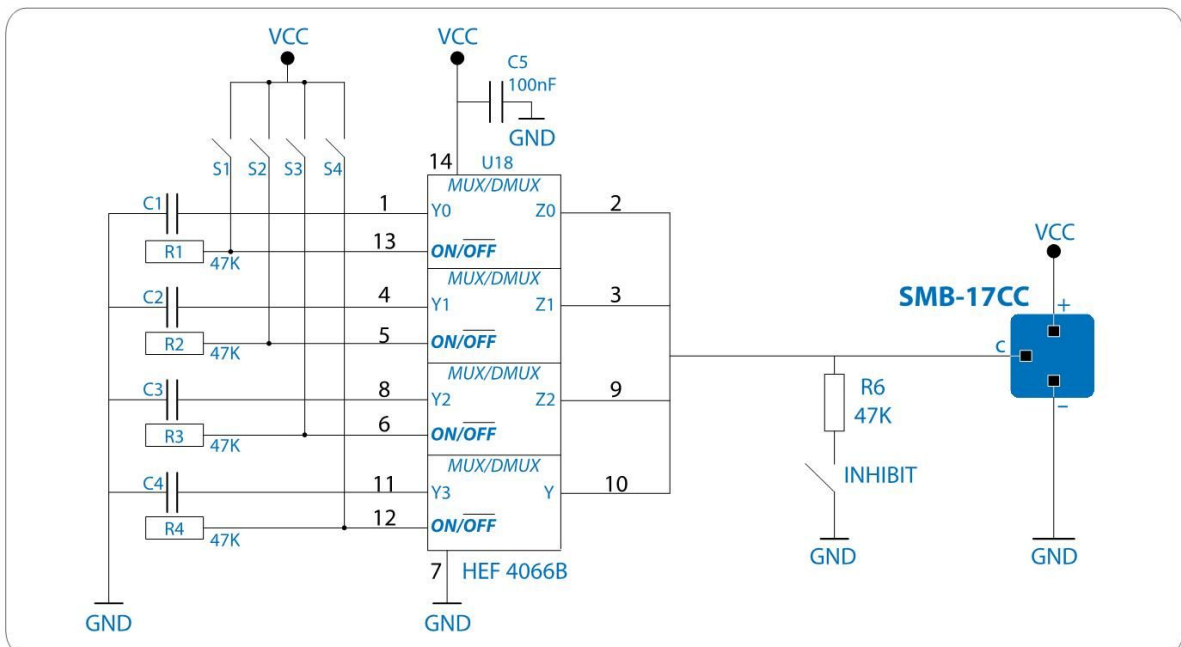 VCC
VCC
C5
100nF
GND
S1
S2
S3
S4
14
U18
MUX/DMUX
C1
1
Y0
Z0
2
R1
47K
13
ON/OFF
MUX/DMUX
C2
4
Y1
Z1
3
R2
47K
5
ON/OFF
MUX/DMUX
C3
8
Y2
Z2
9
R3
47K
6
ON/OFF
MUX/DMUX
C4
11
Y3
Y
10
R4
47K
12
ON/OFF
7
HEF 4066B
GND
GND
VCC
SMB-17CC
+
C
−
R6
47K
INHIBIT
GND
GND